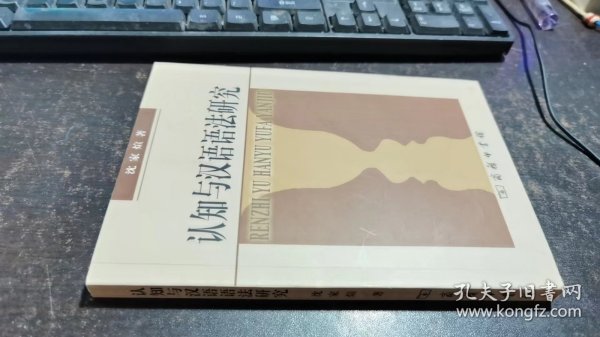 沈家煊 著
认知与汉语语法研究
RENZHI YU HANYU YUFA YANJIU
商务印书馆
认知与汉语语法研究 沈家煊 著
孔夫子旧书网
www.kongfz.com